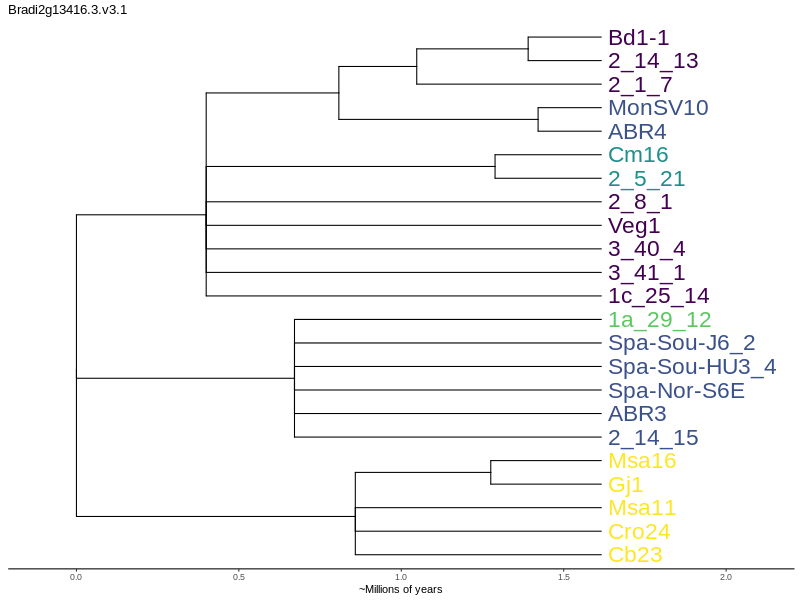 Bradi2g13416.3.v3.1
Bd1-1
2_14_13
2_1_7
MonSV10
ABR4
Cm16
2_5_21
2_8_1
Veg1
3_40_4
3_41_1
1c_25_14
1a_29_12
Spa-Sou-J6_2
Spa-Sou-HU3_4
Spa-Nor-S6E
ABR3
2_14_15
Msa16
Gj1
Msa11
Cro24
Cb23
0.0 0.5 1.0 1.5 2.0
~Millions of years